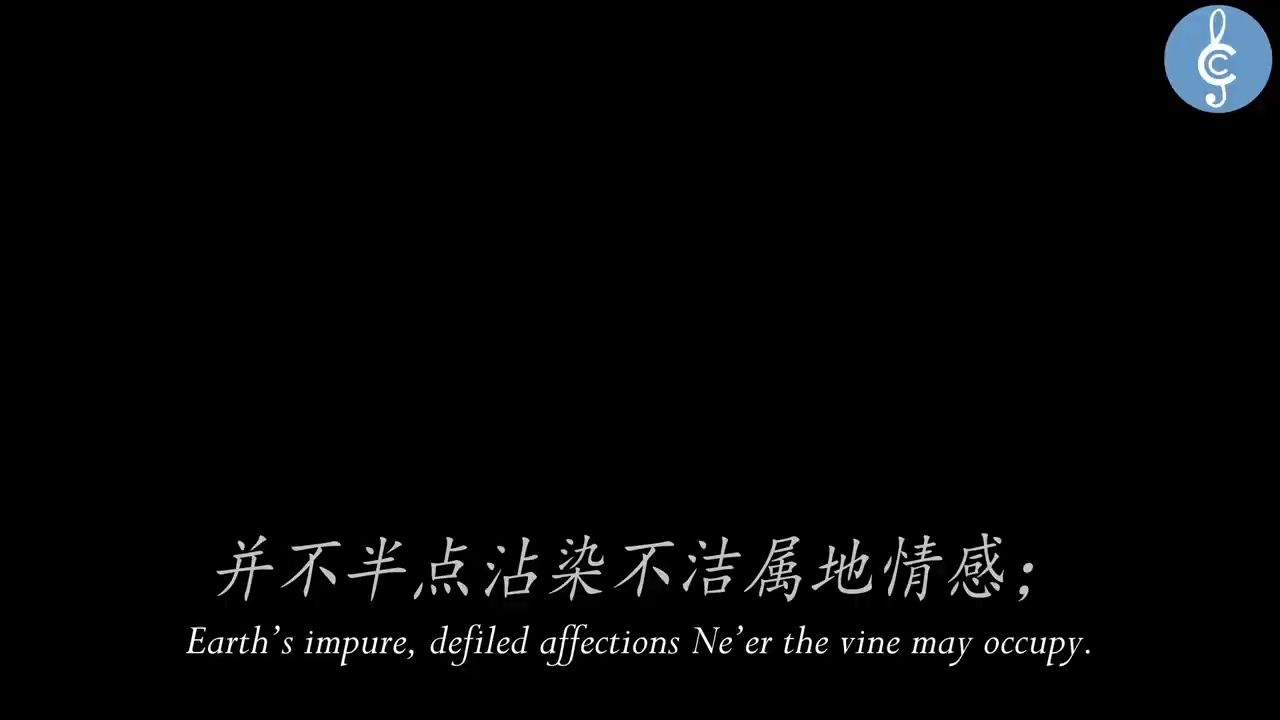 并不半点沾染不洁属地情感；
Earth’s impure, defiled affections Ne’er the vine may occupy.